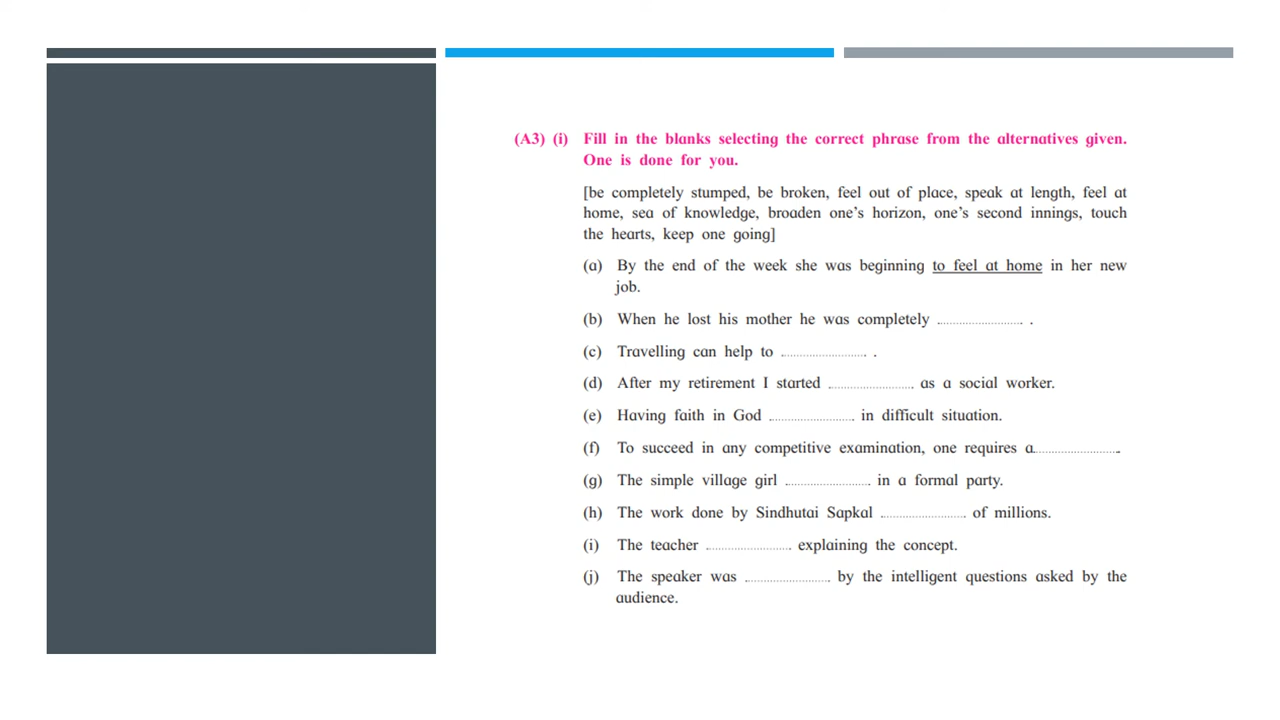 (A3) (i) Fill in the blanks selecting the correct phrase from the alternatives given.
One is done for you.
[be completely stumped, be broken, feel out of place, speak at length, feel at
home, sea of knowledge, broaden one's horizon, one's second innings, touch
the hearts, keep one going]
(a) By the end of the week she was beginning to feel at home in her new
job.
(b) When he lost his mother he was completely ........................ .
(c) Travelling can help to ........................ .
(d) After my retirement I started ........................ as a social worker.
(e) Having faith in God ........................ in difficult situation.
(f) To succeed in any competitive examination, one requires a........................
(g) The simple village girl ........................ in a formal party.
(h) The work done by Sindhutai Sapkal ........................ of millions.
(i) The teacher ........................ explaining the concept.
(j) The speaker was ........................ by the intelligent questions asked by the
audience.